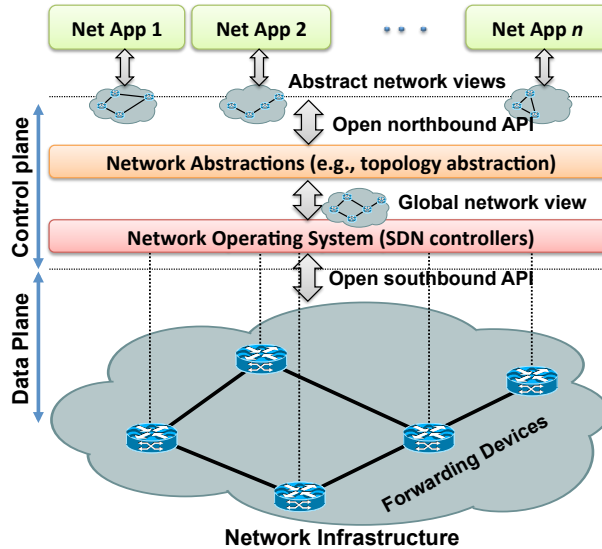 Net App 1
Net App 2
Net App n
Abstract network views
Open northbound API
Network Abstractions (e.g., topology abstraction)
Global network view
Network Operating System (SDN controllers)
Open southbound API
Control plane
Data Plane
Forwarding Devices
Network Infrastructure